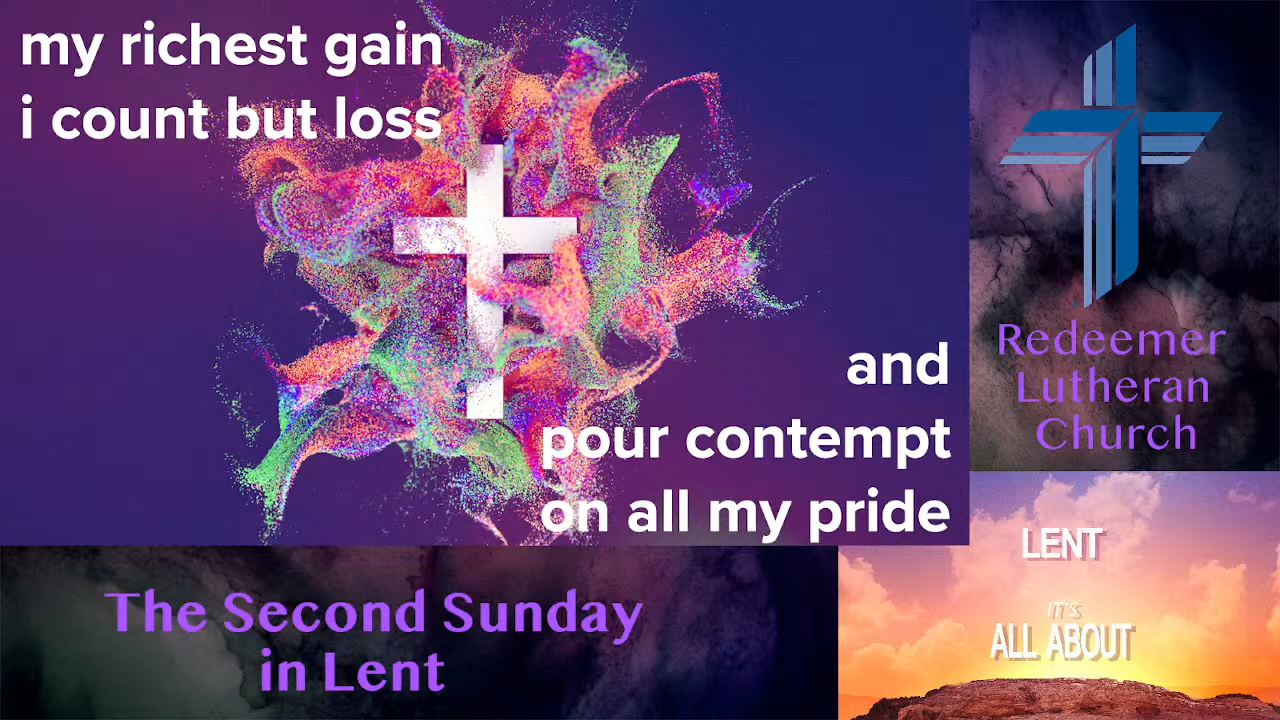 my richest gain
i count but loss
and
pour contempt
on all my pride
Redeemer
Lutheran
Church
The Second Sunday
in Lent
LENT
IT'S
ALL ABOUT